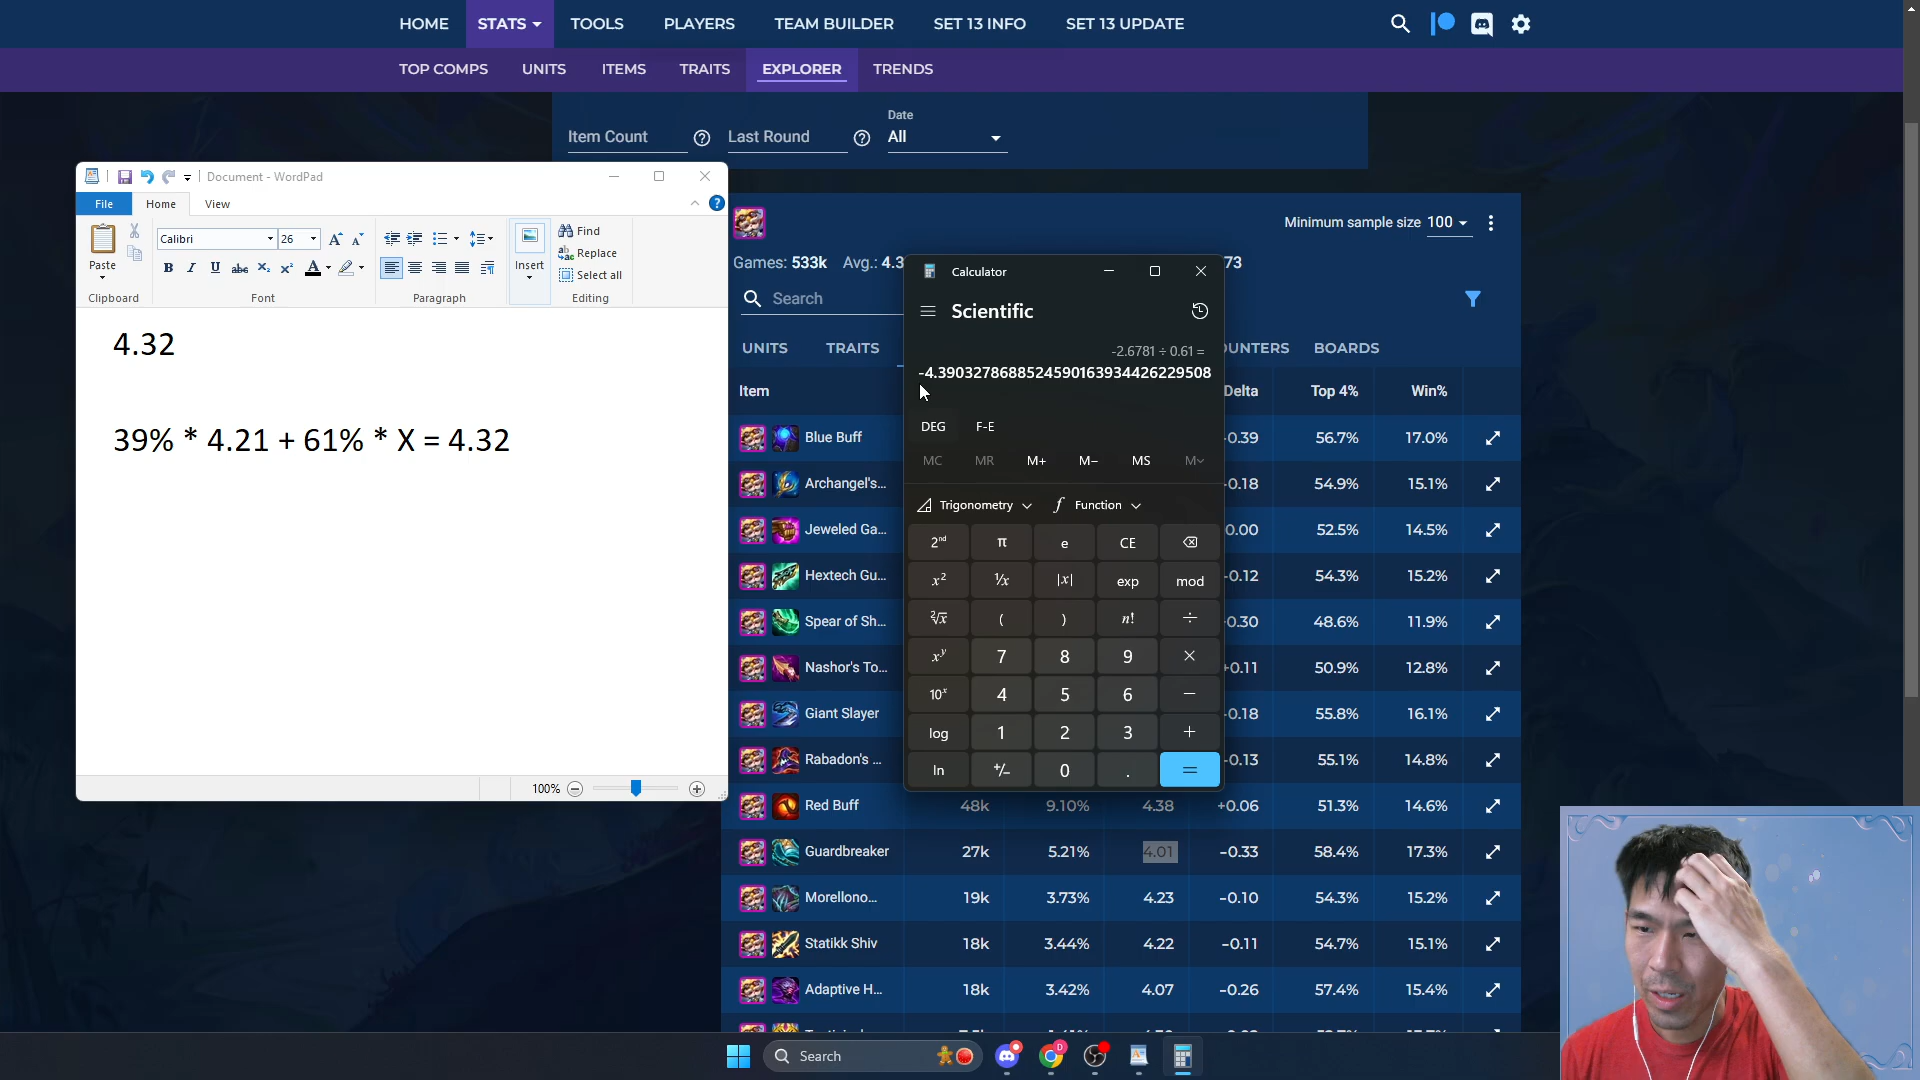 HOME STATS TOOLS PLAYERS TEAM BUILDER SET 13 INFO SET 13 UPDATE
TOP COMPS UNITS ITEMS TRAITS EXPLORER TRENDS
Date
Item Count Last Round All
Document - WordPad
File Home View
Calibri 26
Paste
Insert
Find
Replace
Select all
Clipboard Font Paragraph Editing
4.32
39% * 4.21 + 61% * X = 4.32
100%
Minimum sample size 100
Games: 533k Avg.: 4.3 73
Search
UNITS TRAITS OUNTERS BOARDS
Item Delta Top 4% Win%
Blue Buff 0.39 56.7% 17.0%
Archangel's... 0.18 54.9% 15.1%
Jeweled Ga... 0.00 52.5% 14.5%
Hextech Gu... 0.12 54.3% 15.2%
Spear of Sh... 0.30 48.6% 11.9%
Nashor's To... 0.11 50.9% 12.8%
Giant Slayer 0.18 55.8% 16.1%
Rabadon's ... 0.13 55.1% 14.8%
Red Buff 48k 9.10% 4.38 +0.06 51.3% 14.6%
Guardbreaker 27k 5.21% 4.01 -0.33 58.4% 17.3%
Morellono... 19k 3.73% 4.23 -0.10 54.3% 15.2%
Statikk Shiv 18k 3.44% 4.22 -0.11 54.7% 15.1%
Adaptive H... 18k 3.42% 4.07 -0.26 57.4% 15.4%
Calculator
Scientific
-2.6781 ÷ 0.61 =
-4.3903278688524590163934426229508
DEG F-E
MC MR M+ M− MS M
Trigonometry Function
2nd π e CE
x² ¹/x |x| exp mod
²√x ( ) n! ÷
xʸ 7 8 9 ×
10ˣ 4 5 6 −
log 1 2 3 +
ln +/− 0 . =
Search